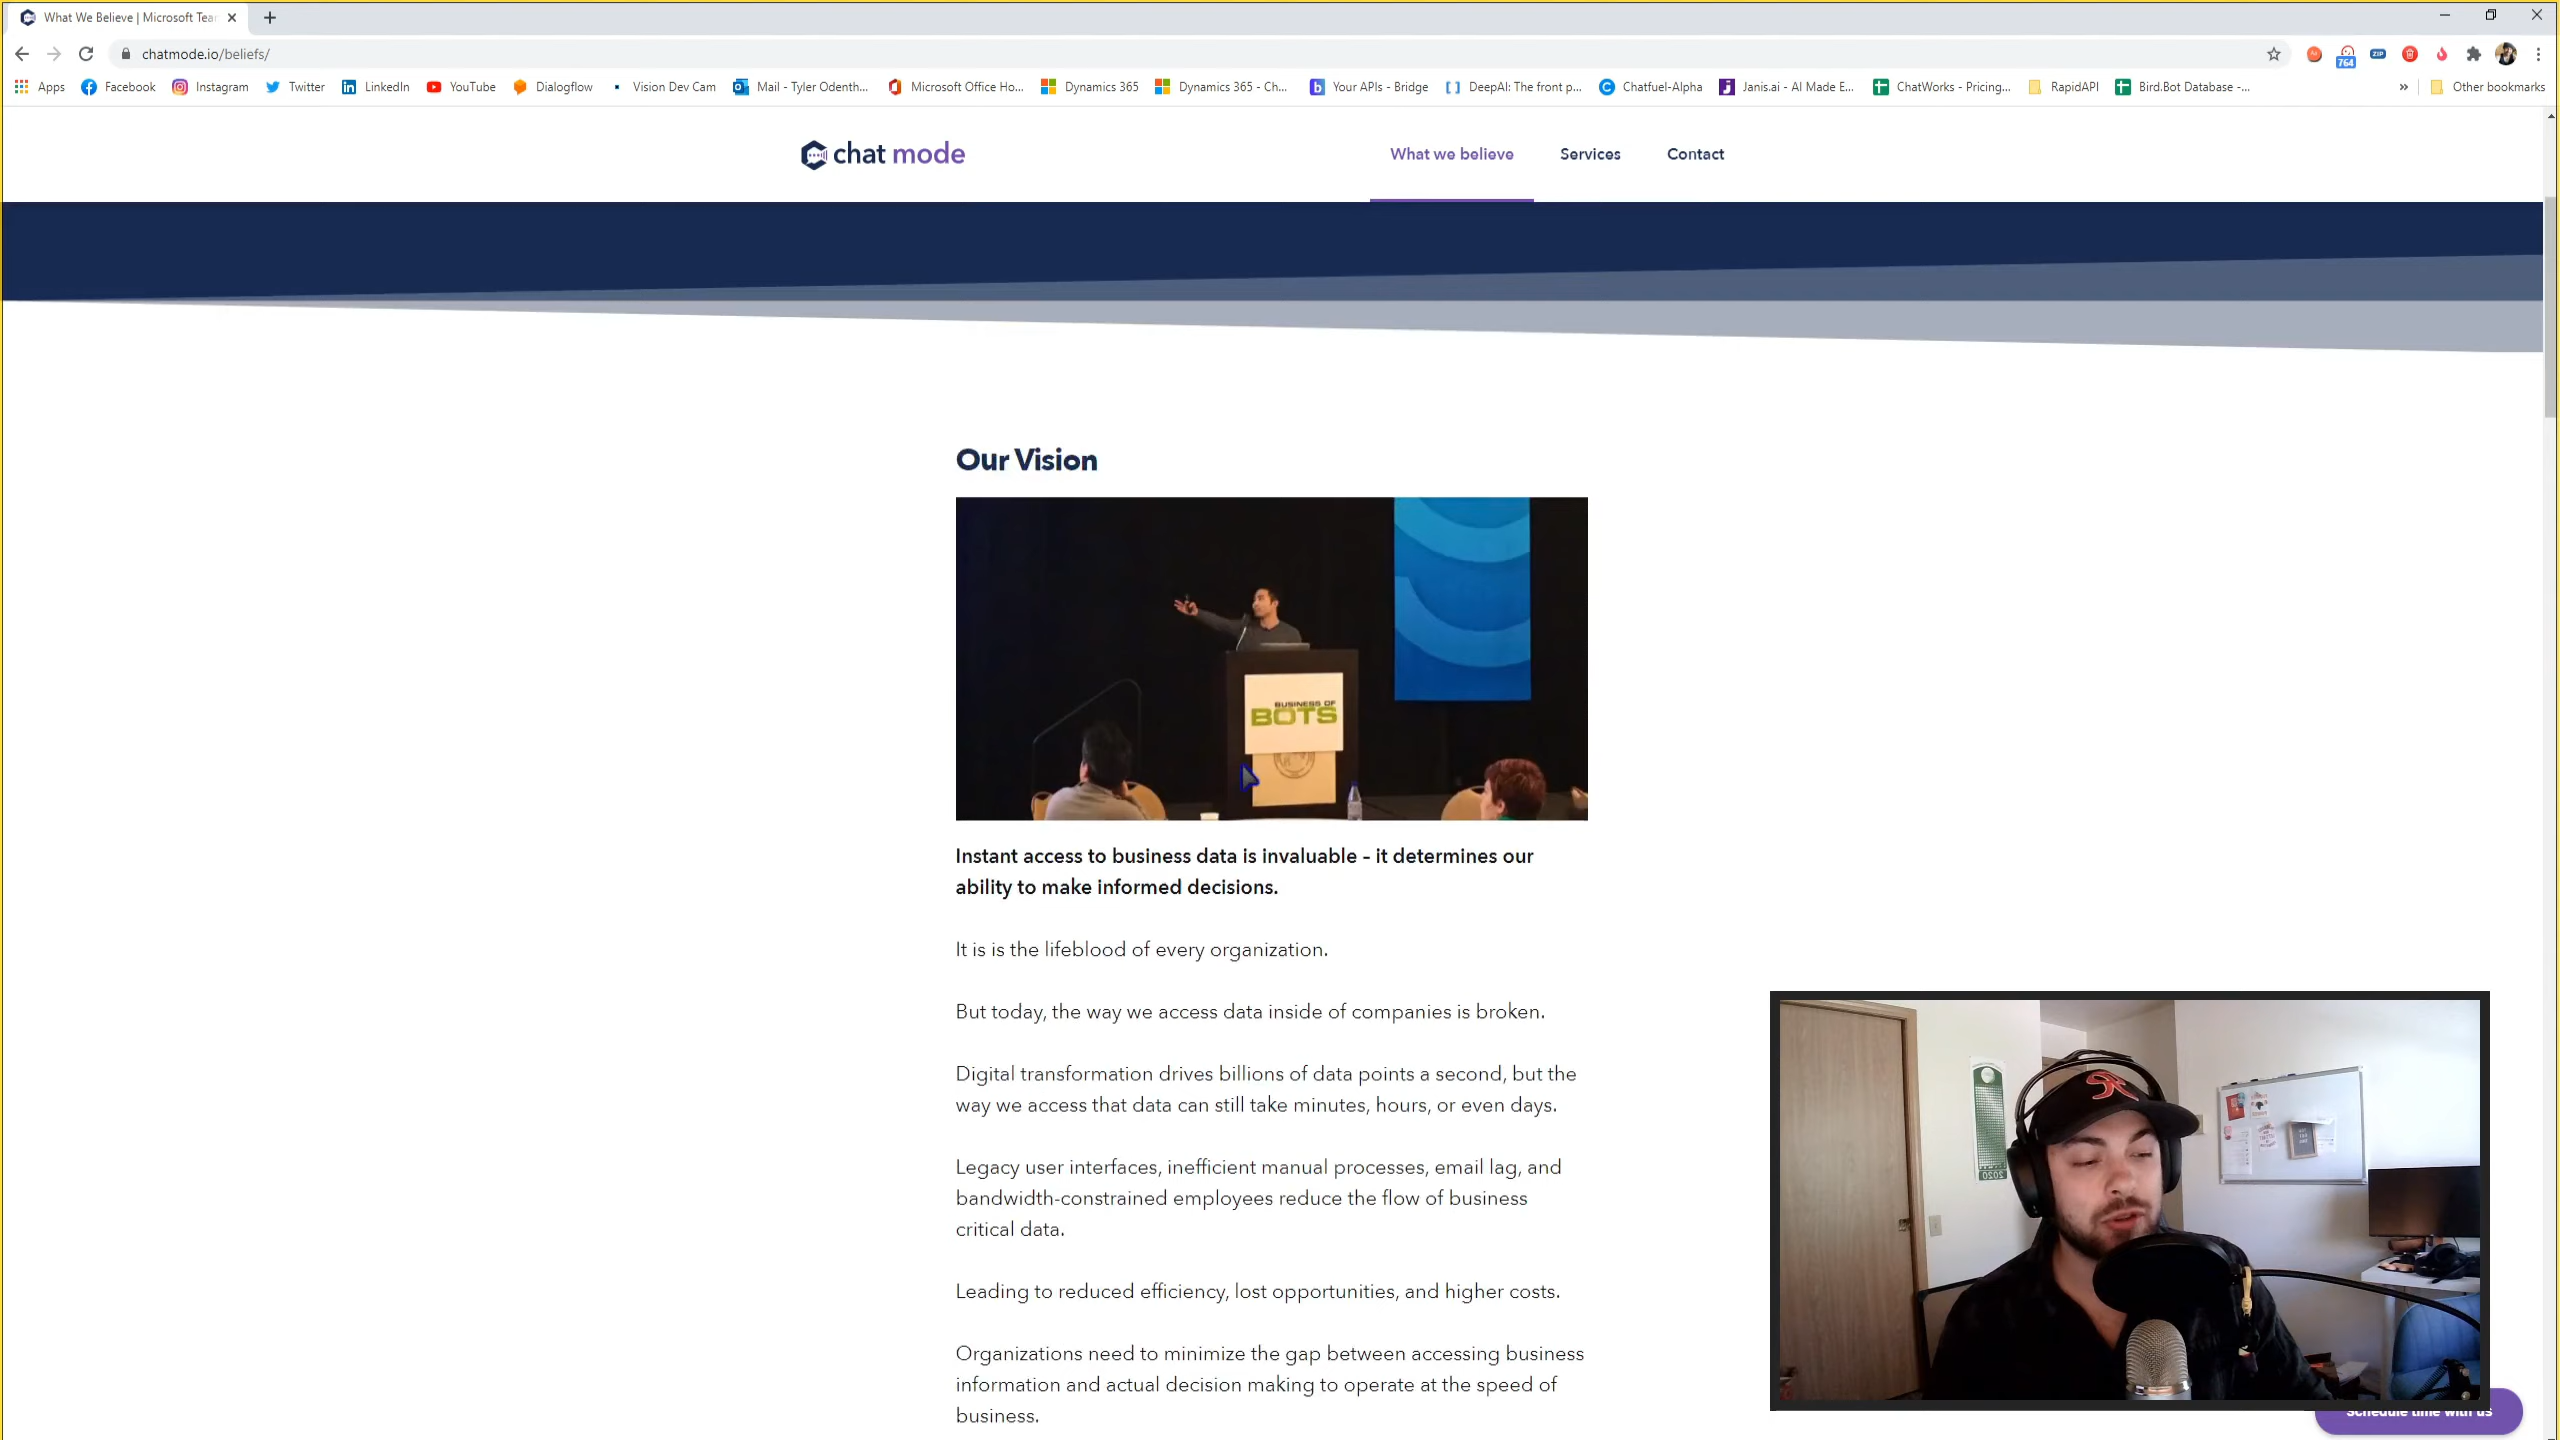 What We Believe | Microsoft Tea
chatmode.io/beliefs/
764
ZIP
Apps
Facebook
Instagram
Twitter
LinkedIn
YouTube
Dialogflow
Vision Dev Cam
Mail - Tyler Odenth...
Microsoft Office Ho...
Dynamics 365
Dynamics 365 - Ch...
Your APIs - Bridge
DeepAI: The front p...
Chatfuel-Alpha
Janis.ai - AI Made E...
ChatWorks - Pricing...
RapidAPI
Bird.Bot Database -...
»
Other bookmarks
chat mode
What we believe
Services
Contact
Our Vision
BUSINESS OF
BOTS
Instant access to business data is invaluable - it determines our
ability to make informed decisions.
It is is the lifeblood of every organization.
But today, the way we access data inside of companies is broken.
Digital transformation drives billions of data points a second, but the
way we access that data can still take minutes, hours, or even days.
Legacy user interfaces, inefficient manual processes, email lag, and
bandwidth-constrained employees reduce the flow of business
critical data.
Leading to reduced efficiency, lost opportunities, and higher costs.
Organizations need to minimize the gap between accessing business
information and actual decision making to operate at the speed of
business.
Schedule time with us